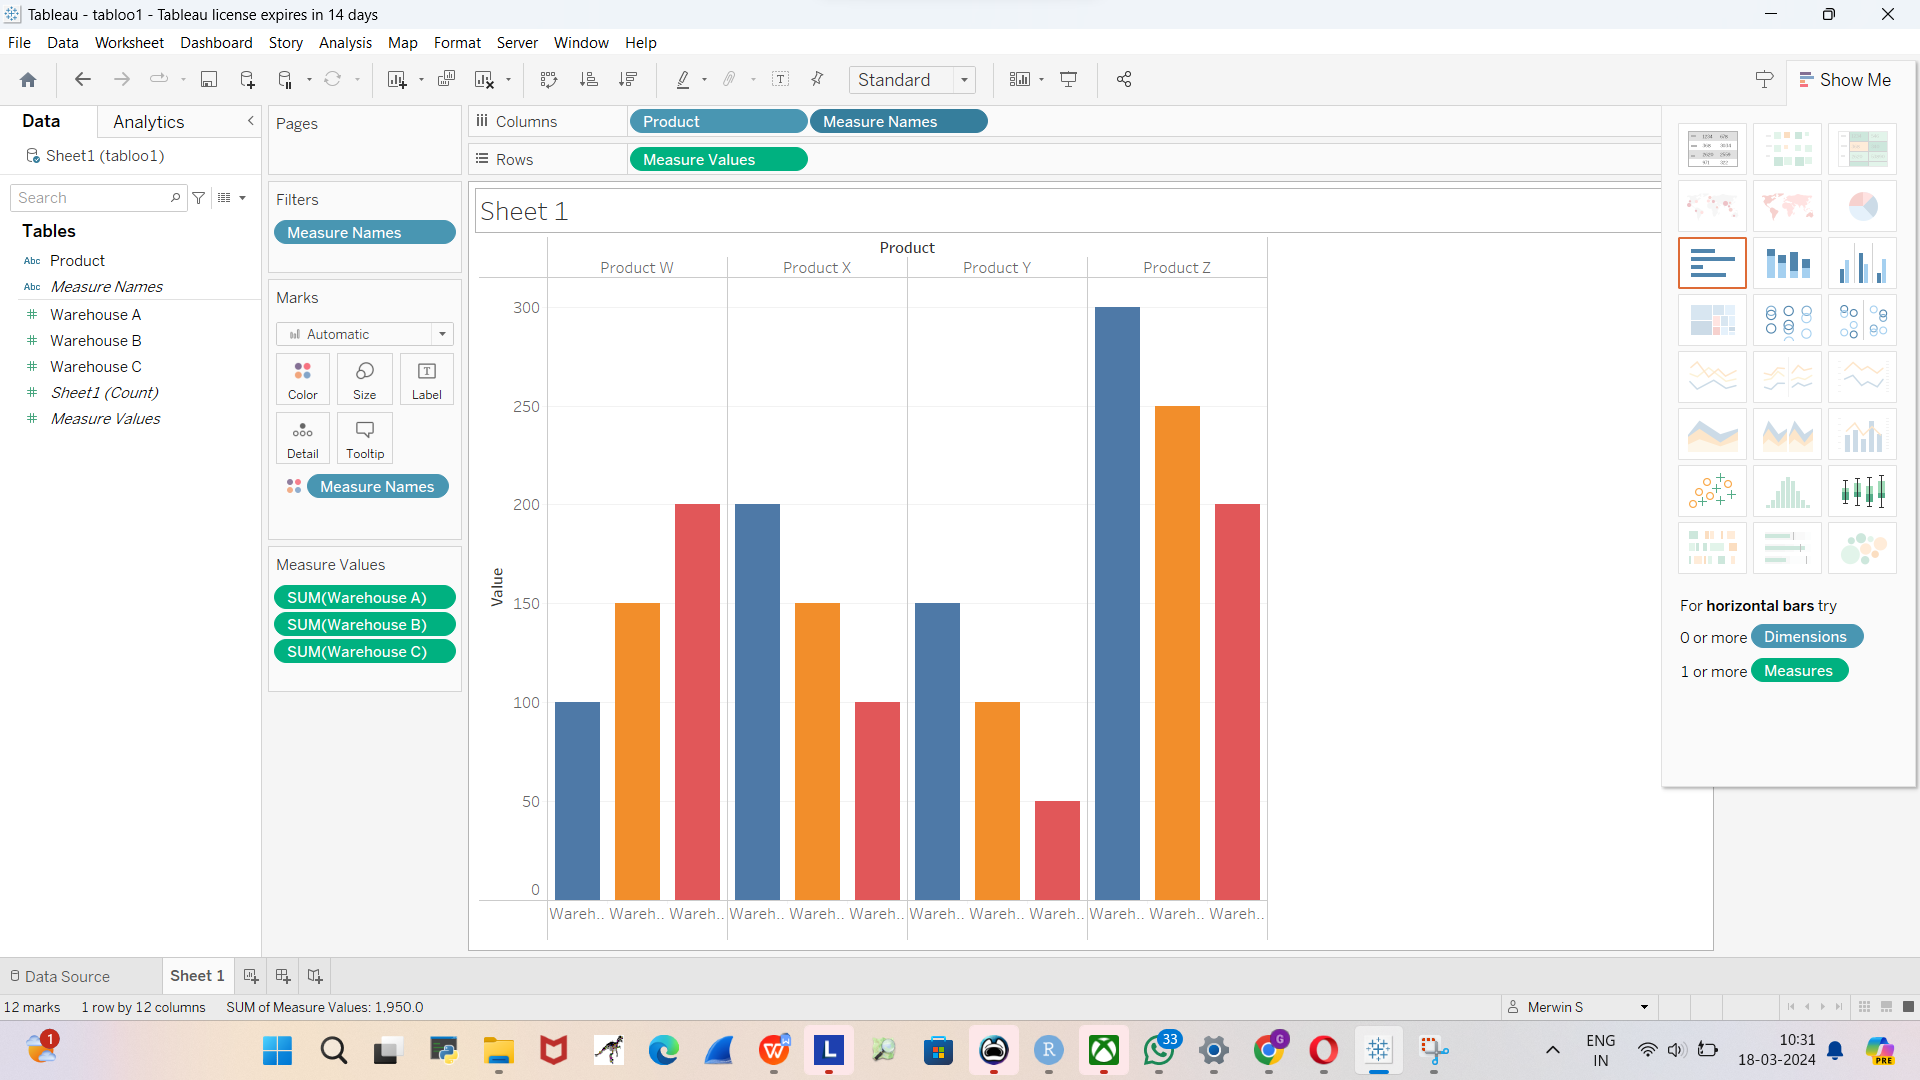 Tableau - tabloo1 - Tableau license expires in 14 days
File Data Worksheet Dashboard Story Analysis Map Format Server Window Help
Standard
Show Me
Data Analytics
Sheet1 (tabloo1)
Search
Tables
Abc Product
Abc Measure Names
# Warehouse A
# Warehouse B
# Warehouse C
# Sheet1 (Count)
# Measure Values
Pages
Filters
Measure Names
Marks
Automatic
Color Size Label
Detail Tooltip
Measure Names
Measure Values
SUM(Warehouse A)
SUM(Warehouse B)
SUM(Warehouse C)
Columns Product Measure Names
Rows Measure Values
Sheet 1
Product
Product W Product X Product Y Product Z
300
250
200
150
100
50
0
Value
Wareh.. Wareh.. Wareh.. Wareh.. Wareh.. Wareh.. Wareh.. Wareh.. Wareh.. Wareh.. Wareh.. Wareh..
For horizontal bars try
0 or more Dimensions
1 or more Measures
Data Source Sheet 1
12 marks 1 row by 12 columns SUM of Measure Values: 1,950.0
Merwin S
1
W
L
R
33
G
ENG
IN
10:31
18-03-2024
PRE